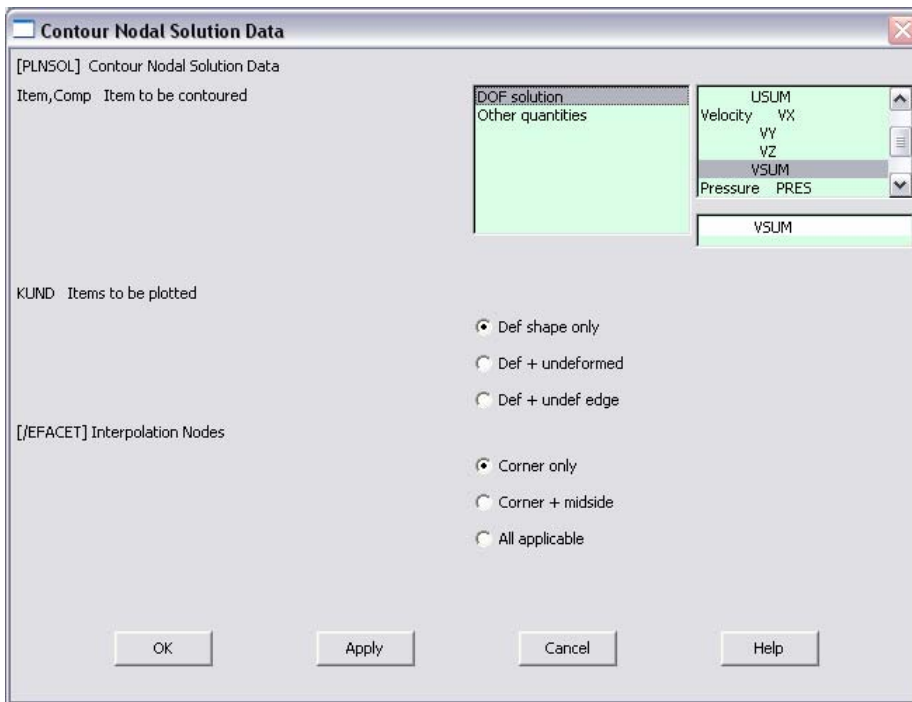 Contour Nodal Solution Data
[PLNSOL] Contour Nodal Solution Data
Item,Comp Item to be contoured
DOF solution
Other quantities
USUM
Velocity VX
VY
VZ
VSUM
Pressure PRES
VSUM
KUND Items to be plotted
Def shape only
Def + undeformed
Def + undef edge
[/EFACET] Interpolation Nodes
Corner only
Corner + midside
All applicable
OK Apply Cancel Help